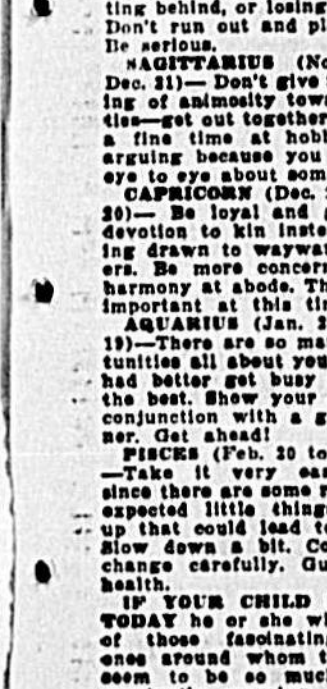 ting behind, or losing
Don't run out and pl
Be serious.
SAGITTARIUS (No
Dec. 21)— Don't give
ing of animosity tow
ties—get out together
a fine time at hobb
arguing because you
eye to eye about som
CAPRICORN (Dec.
20)— Be loyal and
devotion to kin inste
ing drawn to waywa
ers. Be more concer
harmony at abode. Th
important at this ti
AQUARIUS (Jan. 2
19)—There are so ma
tunities all about you
had better get busy
the best. Show your
conjunction with a g
ner. Get ahead!
PISCES (Feb. 20 to
—Take it very eas
since there are some
expected little thing
up that could lead t
Slow down a bit. Co
change carefully. Gu
health.
IF YOUR CHILD
TODAY he or she wi
of those fascinatin
ones around whom t
seem to be so muc